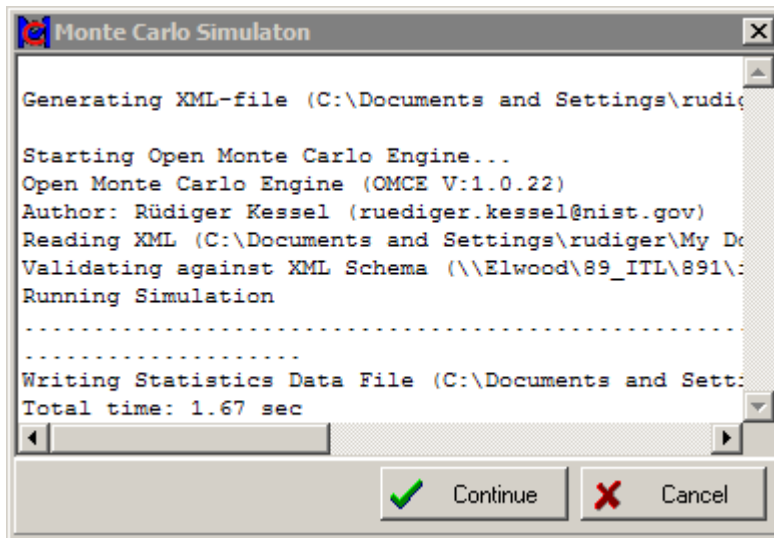 Monte Carlo Simulaton
Generating XML-file (C:\Documents and Settings\rudig
Starting Open Monte Carlo Engine...
Open Monte Carlo Engine (OMCE V:1.0.22)
Author: Rüdiger Kessel (ruediger.kessel@nist.gov)
Reading XML (C:\Documents and Settings\rudiger\My Do
Validating against XML Schema (\\Elwood\89_ITL\891\i
Running Simulation
....................................................
....................
Writing Statistics Data File (C:\Documents and Setti
Total time: 1.67 sec
Continue Cancel